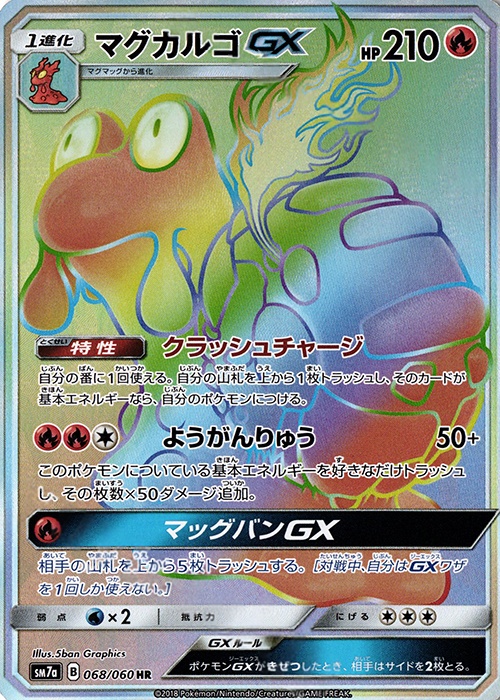 1進化 マグカルゴGX HP210
マグマッグから進化
とくせい
特性 クラッシュチャージ
自分の番に1回使える。自分の山札を上から1枚トラッシュし、そのカードが
基本エネルギーなら、自分のポケモンにつける。
ようがんりゅう 50+
このポケモンについている基本エネルギーを好きなだけトラッシュ
し、その枚数×50ダメージ追加。
マッグバンGX
相手の山札を上から5枚トラッシュする。[対戦中、自分はGXワザ
を1回しか使えない。]
弱点 ×2 抵抗力 にげる
Illus.5ban Graphics
GXルール
ポケモンGXがきぜつしたとき、相手はサイドを2枚とる。
SM7a B 068/060 HR
©2018 Pokémon/Nintendo/Creatures/GAME FREAK.